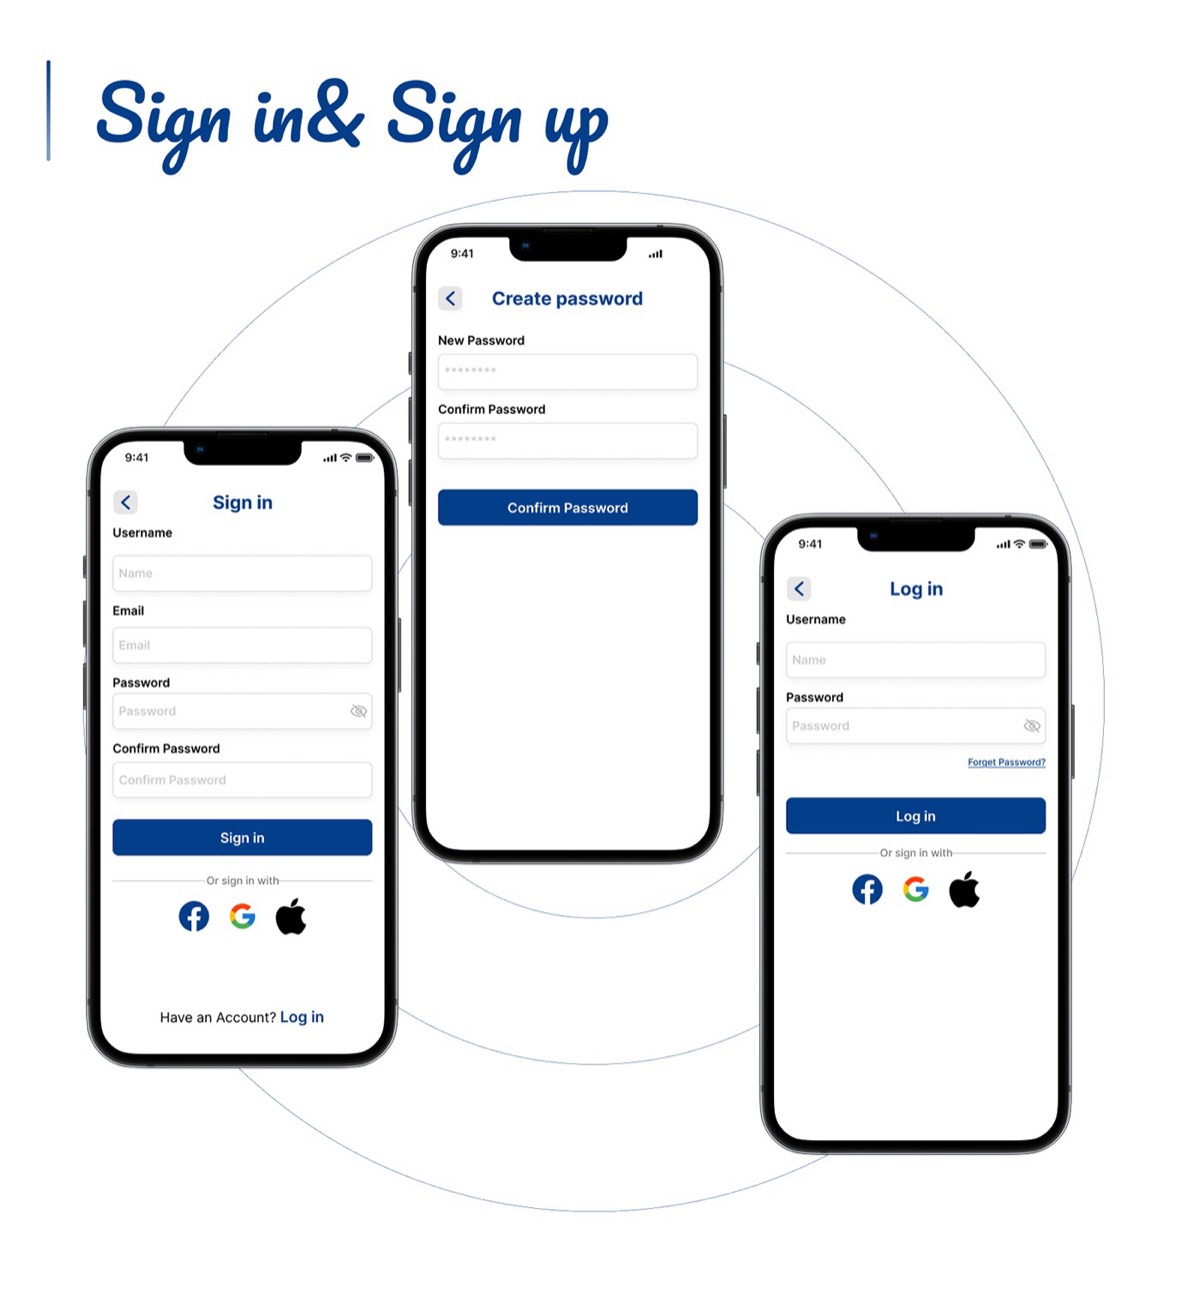 Sign in& Sign up
9:41
Create password
New Password
********
Confirm Password
********
Confirm Password
9:41
Sign in
Username
Name
Email
Email
Password
Password
Confirm Password
Confirm Password
Sign in
Or sign in with
Have an Account? Log in
9:41
Log in
Username
Name
Password
Password
Forget Password?
Log in
Or sign in with